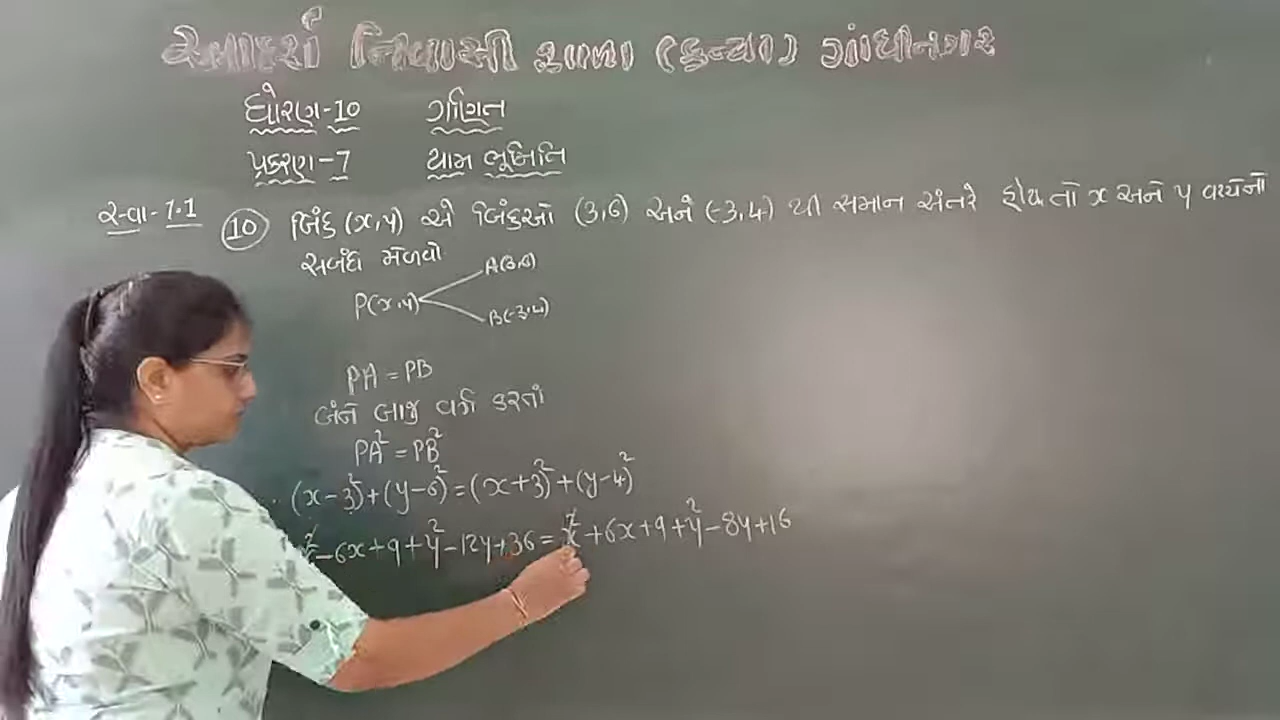 આદર્શ નિવાસી શાળા (કન્યા) ગાંધીનગર
ધોરણ-10 ગણિત
પ્રકરણ-7 યામ ભૂમિતિ
સ્વા-7.1 (10) બિંદુ (x,y) એ બિંદુઓ (3,6) અને (-3,4) થી સમાન અંતરે હોય તો x અને y વચ્ચેનો
સબંધ મેળવો
A(3,6)
P(x,y)
B(-3,4)
PA = PB
બંને બાજુ વર્ગ કરતાં
PA² = PB²
(x-3)²+(y-6)² = (x+3)²+(y-4)²
x²-6x+9+y²-12y+36 = x²+6x+9+y²-8y+16